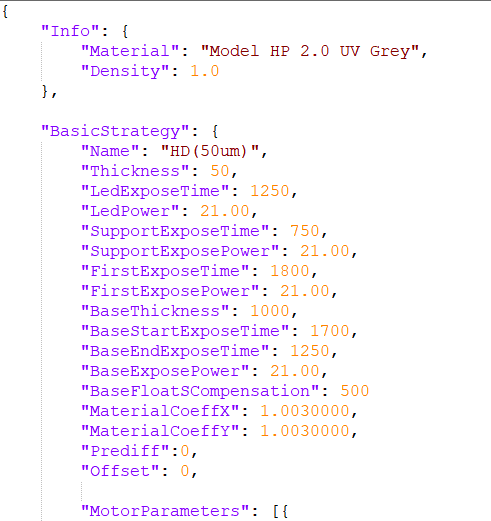 {
"Info": {
"Material": "Model HP 2.0 UV Grey",
"Density": 1.0
},
"BasicStrategy": {
"Name": "HD(50um)",
"Thickness": 50,
"LedExposeTime": 1250,
"LedPower": 21.00,
"SupportExposeTime": 750,
"SupportExposePower": 21.00,
"FirstExposeTime": 1800,
"FirstExposePower": 21.00,
"BaseThickness": 1000,
"BaseStartExposeTime": 1700,
"BaseEndExposeTime": 1250,
"BaseExposePower": 21.00,
"BaseFloatSCompensation": 500
"MaterialCoeffX": 1.0030000,
"MaterialCoeffY": 1.0030000,
"Prediff":0,
"Offset": 0,
"MotorParameters": [{